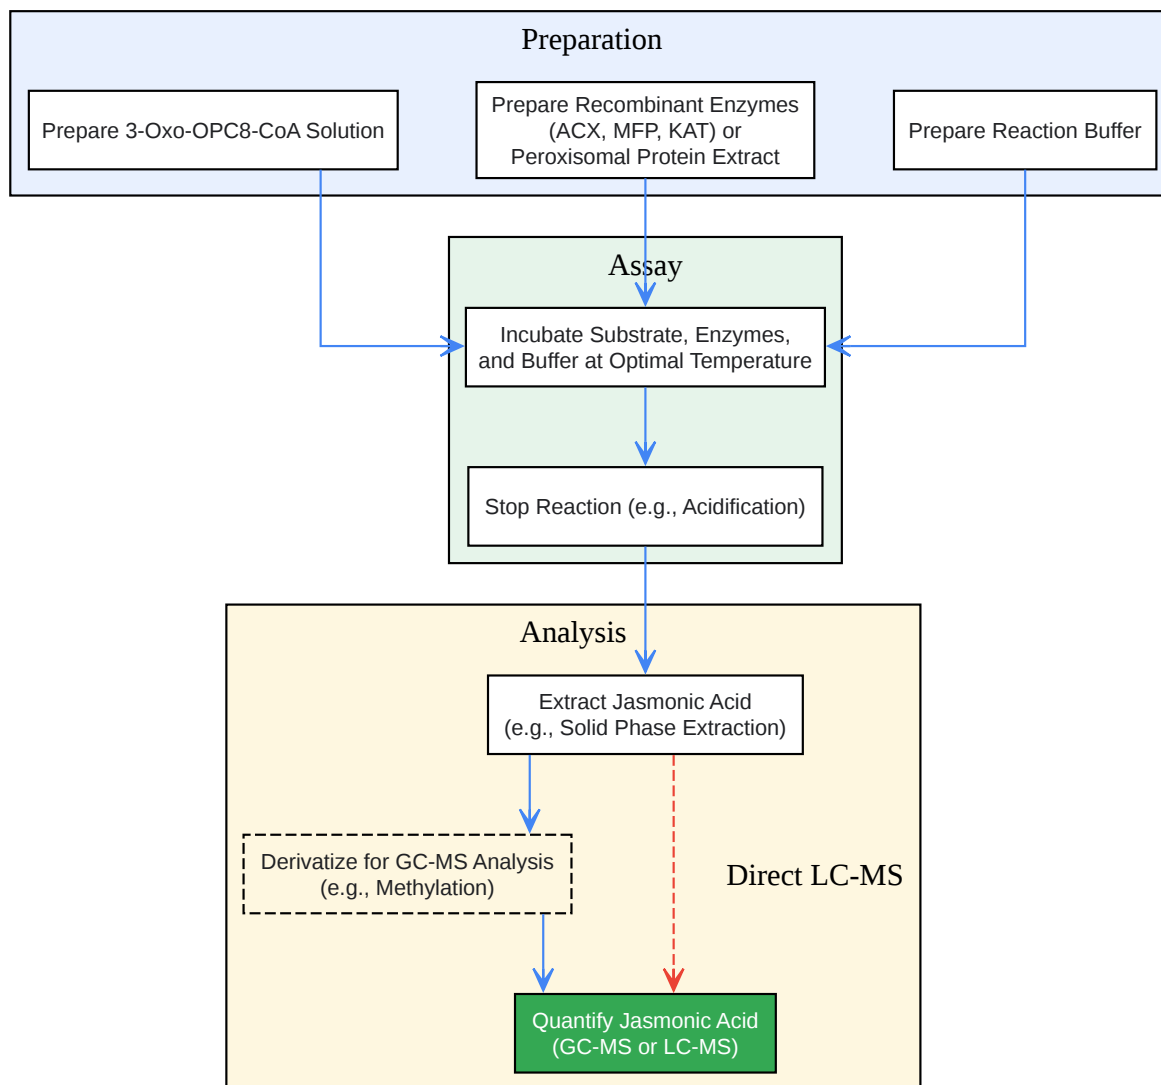 Preparation
Prepare 3-Oxo-OPC8-CoA Solution
Prepare Recombinant Enzymes
(ACX, MFP, KAT) or
Peroxisomal Protein Extract
Prepare Reaction Buffer
Assay
Incubate Substrate, Enzymes,
and Buffer at Optimal Temperature
Stop Reaction (e.g., Acidification)
Analysis
Extract Jasmonic Acid
(e.g., Solid Phase Extraction)
Derivatize for GC-MS Analysis
(e.g., Methylation)
Direct LC-MS
Quantify Jasmonic Acid
(GC-MS or LC-MS)